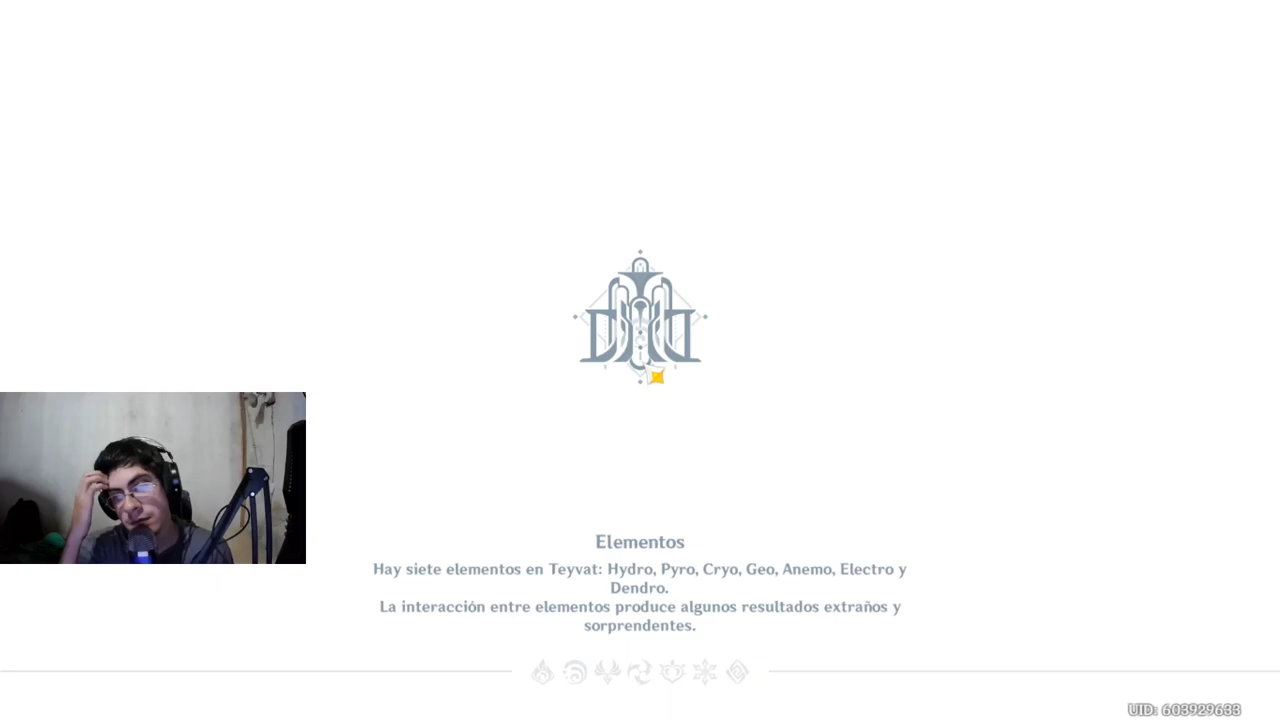 Elementos
Hay siete elementos en Teyvat: Hydro, Pyro, Cryo, Geo, Anemo, Electro y
Dendro.
La interacción entre elementos produce algunos resultados extraños y
sorprendentes.
UID: 603929633